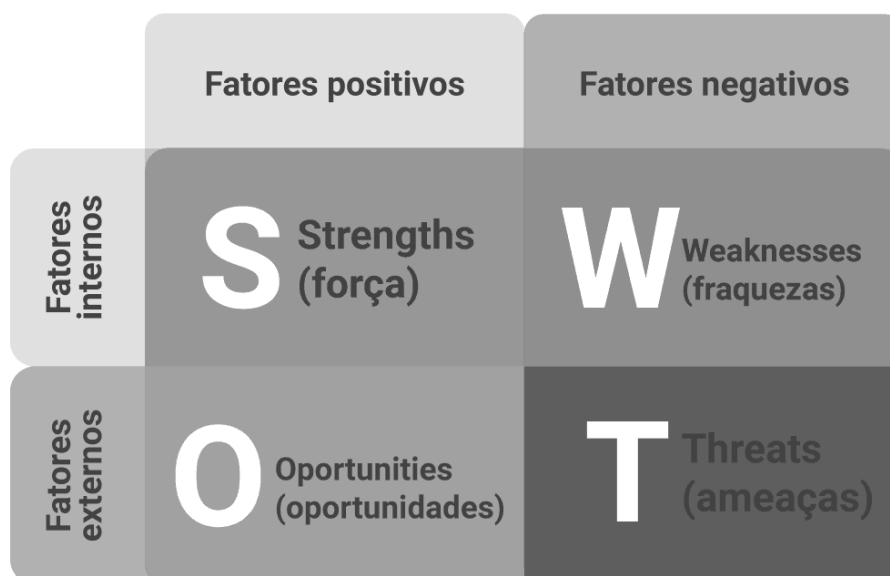 Fatores positivos
Fatores negativos
Fatores
internos
S
Strengths
(força)
W
Weaknesses
(fraquezas)
Fatores
externos
O
Oportunities
(oportunidades)
T
Threats
(ameaças)